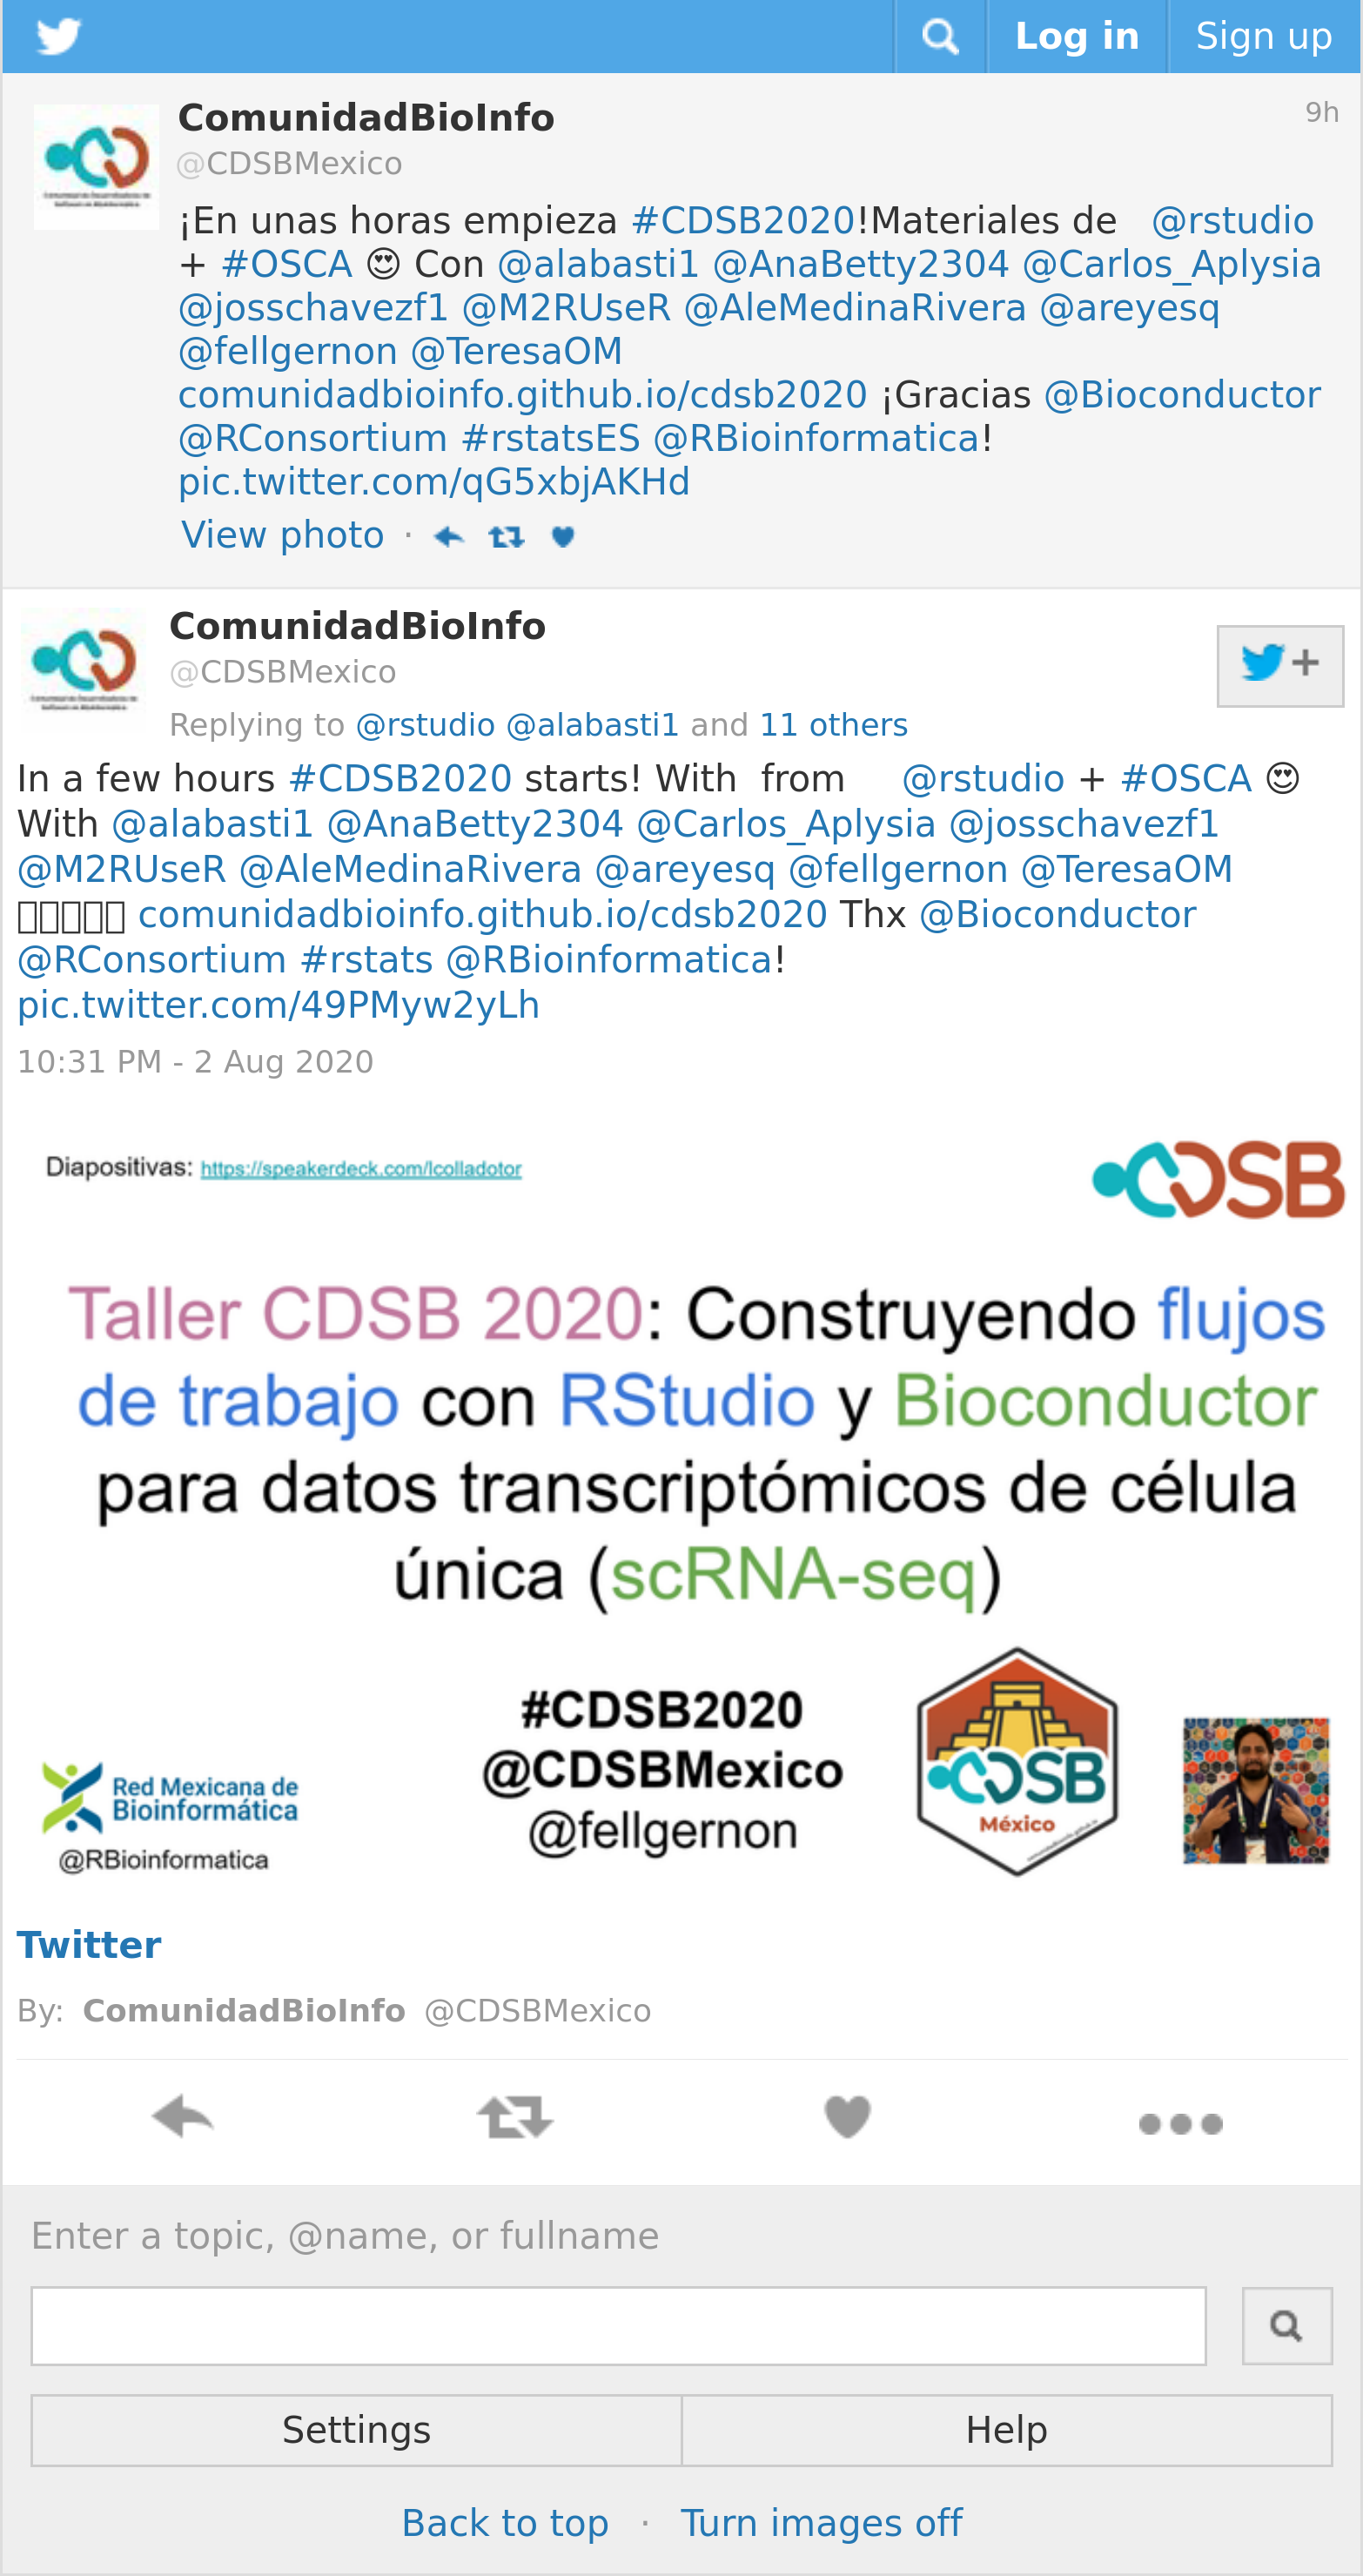 Log in Sign up
ComunidadBioInfo 9h
@CDSBMexico
¡En unas horas empieza #CDSB2020!Materiales de @rstudio
+ #OSCA 😍 Con @alabasti1 @AnaBetty2304 @Carlos_Aplysia
@josschavezf1 @M2RUseR @AleMedinaRivera @areyesq
@fellgernon @TeresaOM
comunidadbioinfo.github.io/cdsb2020 ¡Gracias @Bioconductor
@RConsortium #rstatsES @RBioinformatica!
pic.twitter.com/qG5xbjAKHd
View photo ·
ComunidadBioInfo
@CDSBMexico
Replying to @rstudio @alabasti1 and 11 others
In a few hours #CDSB2020 starts! With from @rstudio + #OSCA 😍
With @alabasti1 @AnaBetty2304 @Carlos_Aplysia @josschavezf1
@M2RUseR @AleMedinaRivera @areyesq @fellgernon @TeresaOM
comunidadbioinfo.github.io/cdsb2020 Thx @Bioconductor
@RConsortium #rstats @RBioinformatica!
pic.twitter.com/49PMyw2yLh
10:31 PM - 2 Aug 2020
Diapositivas: https://speakerdeck.com/lcolladotor
CDSB
Taller CDSB 2020: Construyendo flujos
de trabajo con RStudio y Bioconductor
para datos transcriptómicos de célula
única (scRNA-seq)
#CDSB2020
@CDSBMexico
@fellgernon
Red Mexicana de
Bioinformática
@RBioinformatica
CDSB
México
Twitter
By: ComunidadBioInfo @CDSBMexico
Enter a topic, @name, or fullname
Settings Help
Back to top · Turn images off